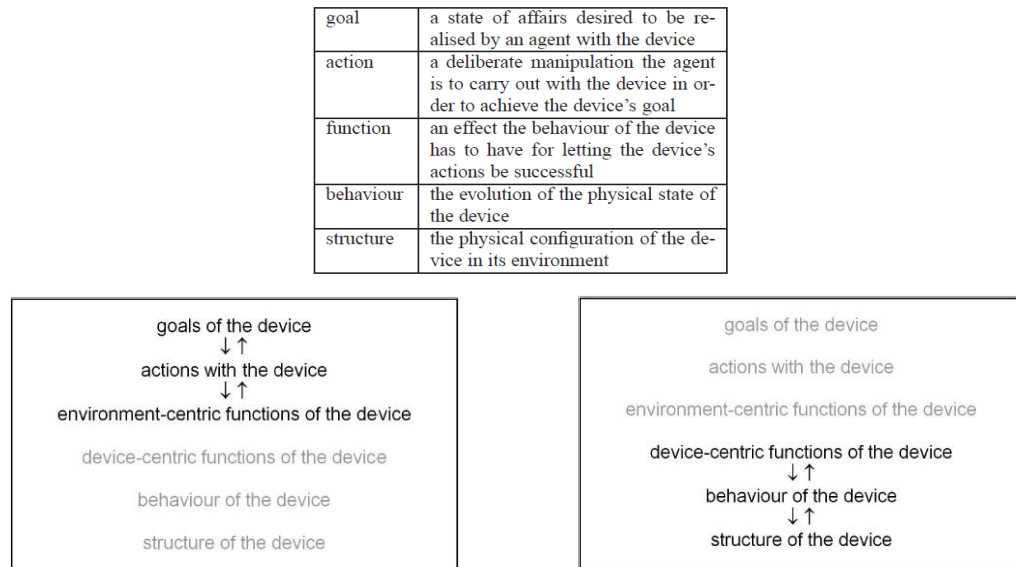 goal a state of affairs desired to be re-
alised by an agent with the device
action a deliberate manipulation the agent
is to carry out with the device in or-
der to achieve the device's goal
function an effect the behaviour of the device
has to have for letting the device's
actions be successful
behaviour the evolution of the physical state of
the device
structure the physical configuration of the de-
vice in its environment
goals of the device
↓↑
actions with the device
↓↑
environment-centric functions of the device
device-centric functions of the device
behaviour of the device
structure of the device
goals of the device
actions with the device
environment-centric functions of the device
device-centric functions of the device
↓↑
behaviour of the device
↓↑
structure of the device